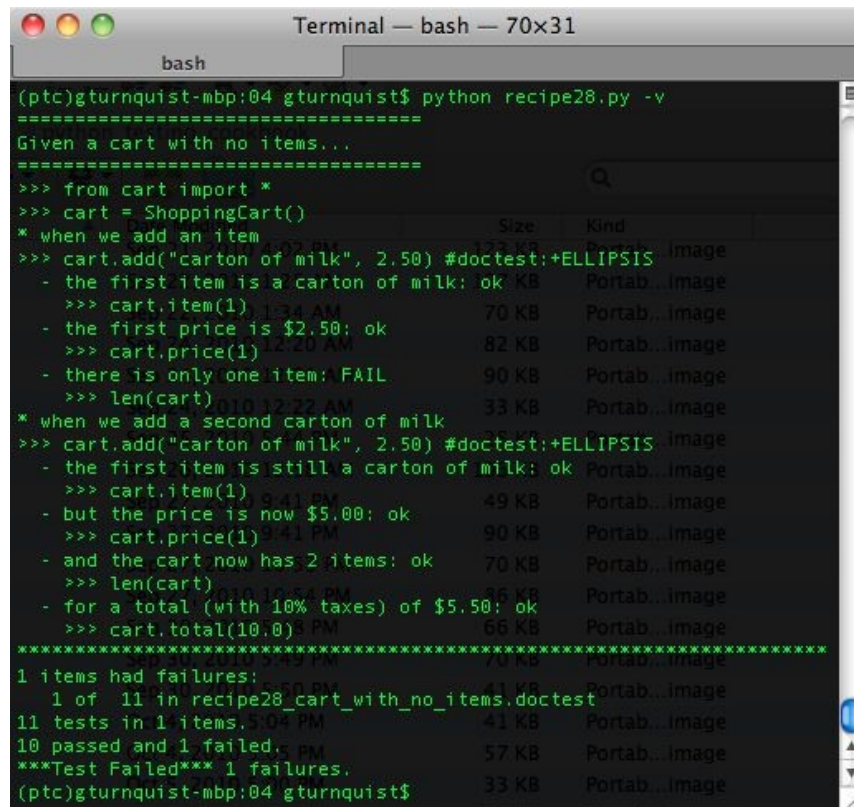 Terminal — bash — 70×31
bash
(ptc)gturnquist-mbp:04 gturnquist$ python recipe28.py -v
===================================
Given a cart with no items...
===================================
>>> from cart import *
>>> cart = ShoppingCart()
* when we add an item
>>> cart.add("carton of milk", 2.50) #doctest:+ELLIPSIS
  - the first item is a carton of milk: ok
    >>> cart.item(1)
  - the first price is $2.50: ok
    >>> cart.price(1)
  - there is only one item: FAIL
    >>> len(cart)
* when we add a second carton of milk
>>> cart.add("carton of milk", 2.50) #doctest:+ELLIPSIS
  - the first item is still a carton of milk: ok
    >>> cart.item(1)
  - but the price is now $5.00: ok
    >>> cart.price(1)
  - and the cart now has 2 items: ok
    >>> len(cart)
  - for a total (with 10% taxes) of $5.50: ok
    >>> cart.total(10.0)
**********************************************************************
1 items had failures:
   1 of  11 in recipe28_cart_with_no_items.doctest
11 tests in 1 items.
10 passed and 1 failed.
***Test Failed*** 1 failures.
(ptc)gturnquist-mbp:04 gturnquist$